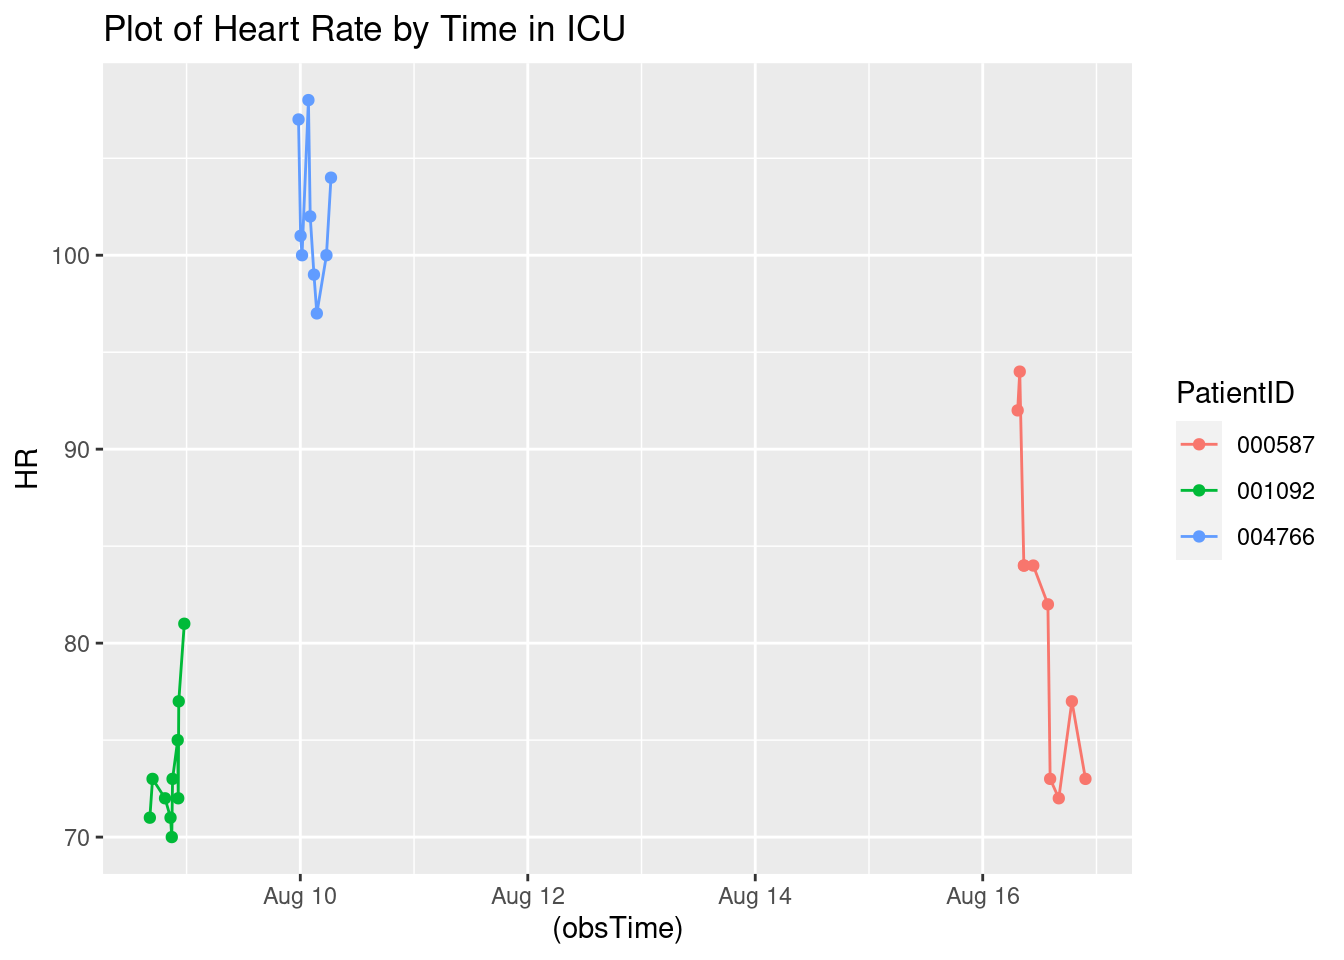 Plot of Heart Rate by Time in ICU
HR
100
90
80
70
Aug 10
Aug 12
Aug 14
Aug 16
(obsTime)
PatientID
000587
001092
004766